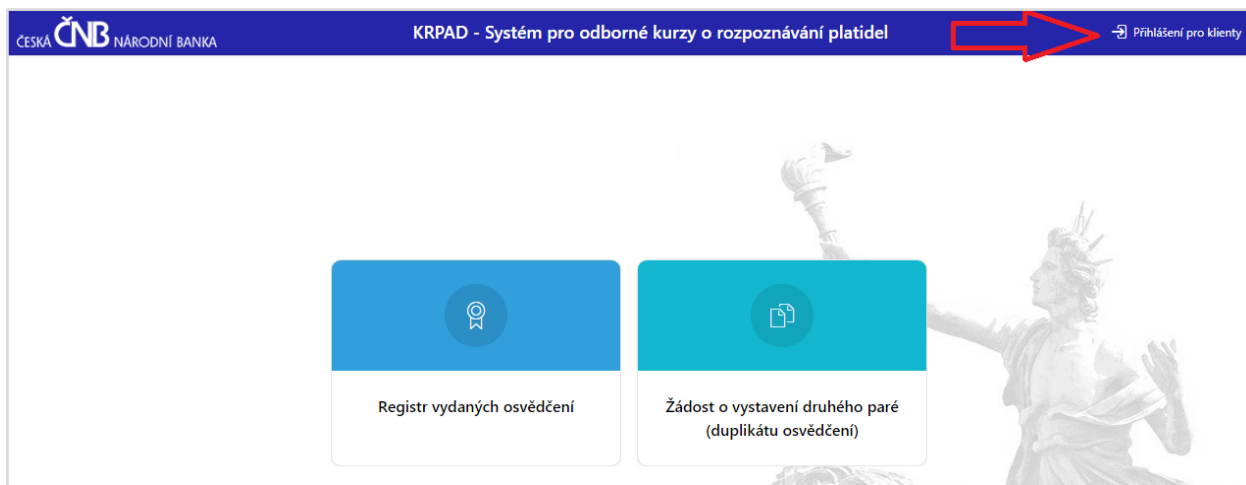 ČESKÁ ČNB NÁRODNÍ BANKA
KRPAD - Systém pro odborné kurzy o rozpoznávání platidel
Přihlášení pro klienty
Registr vydaných osvědčení
Žádost o vystavení druhého paré
(duplikátu osvědčení)